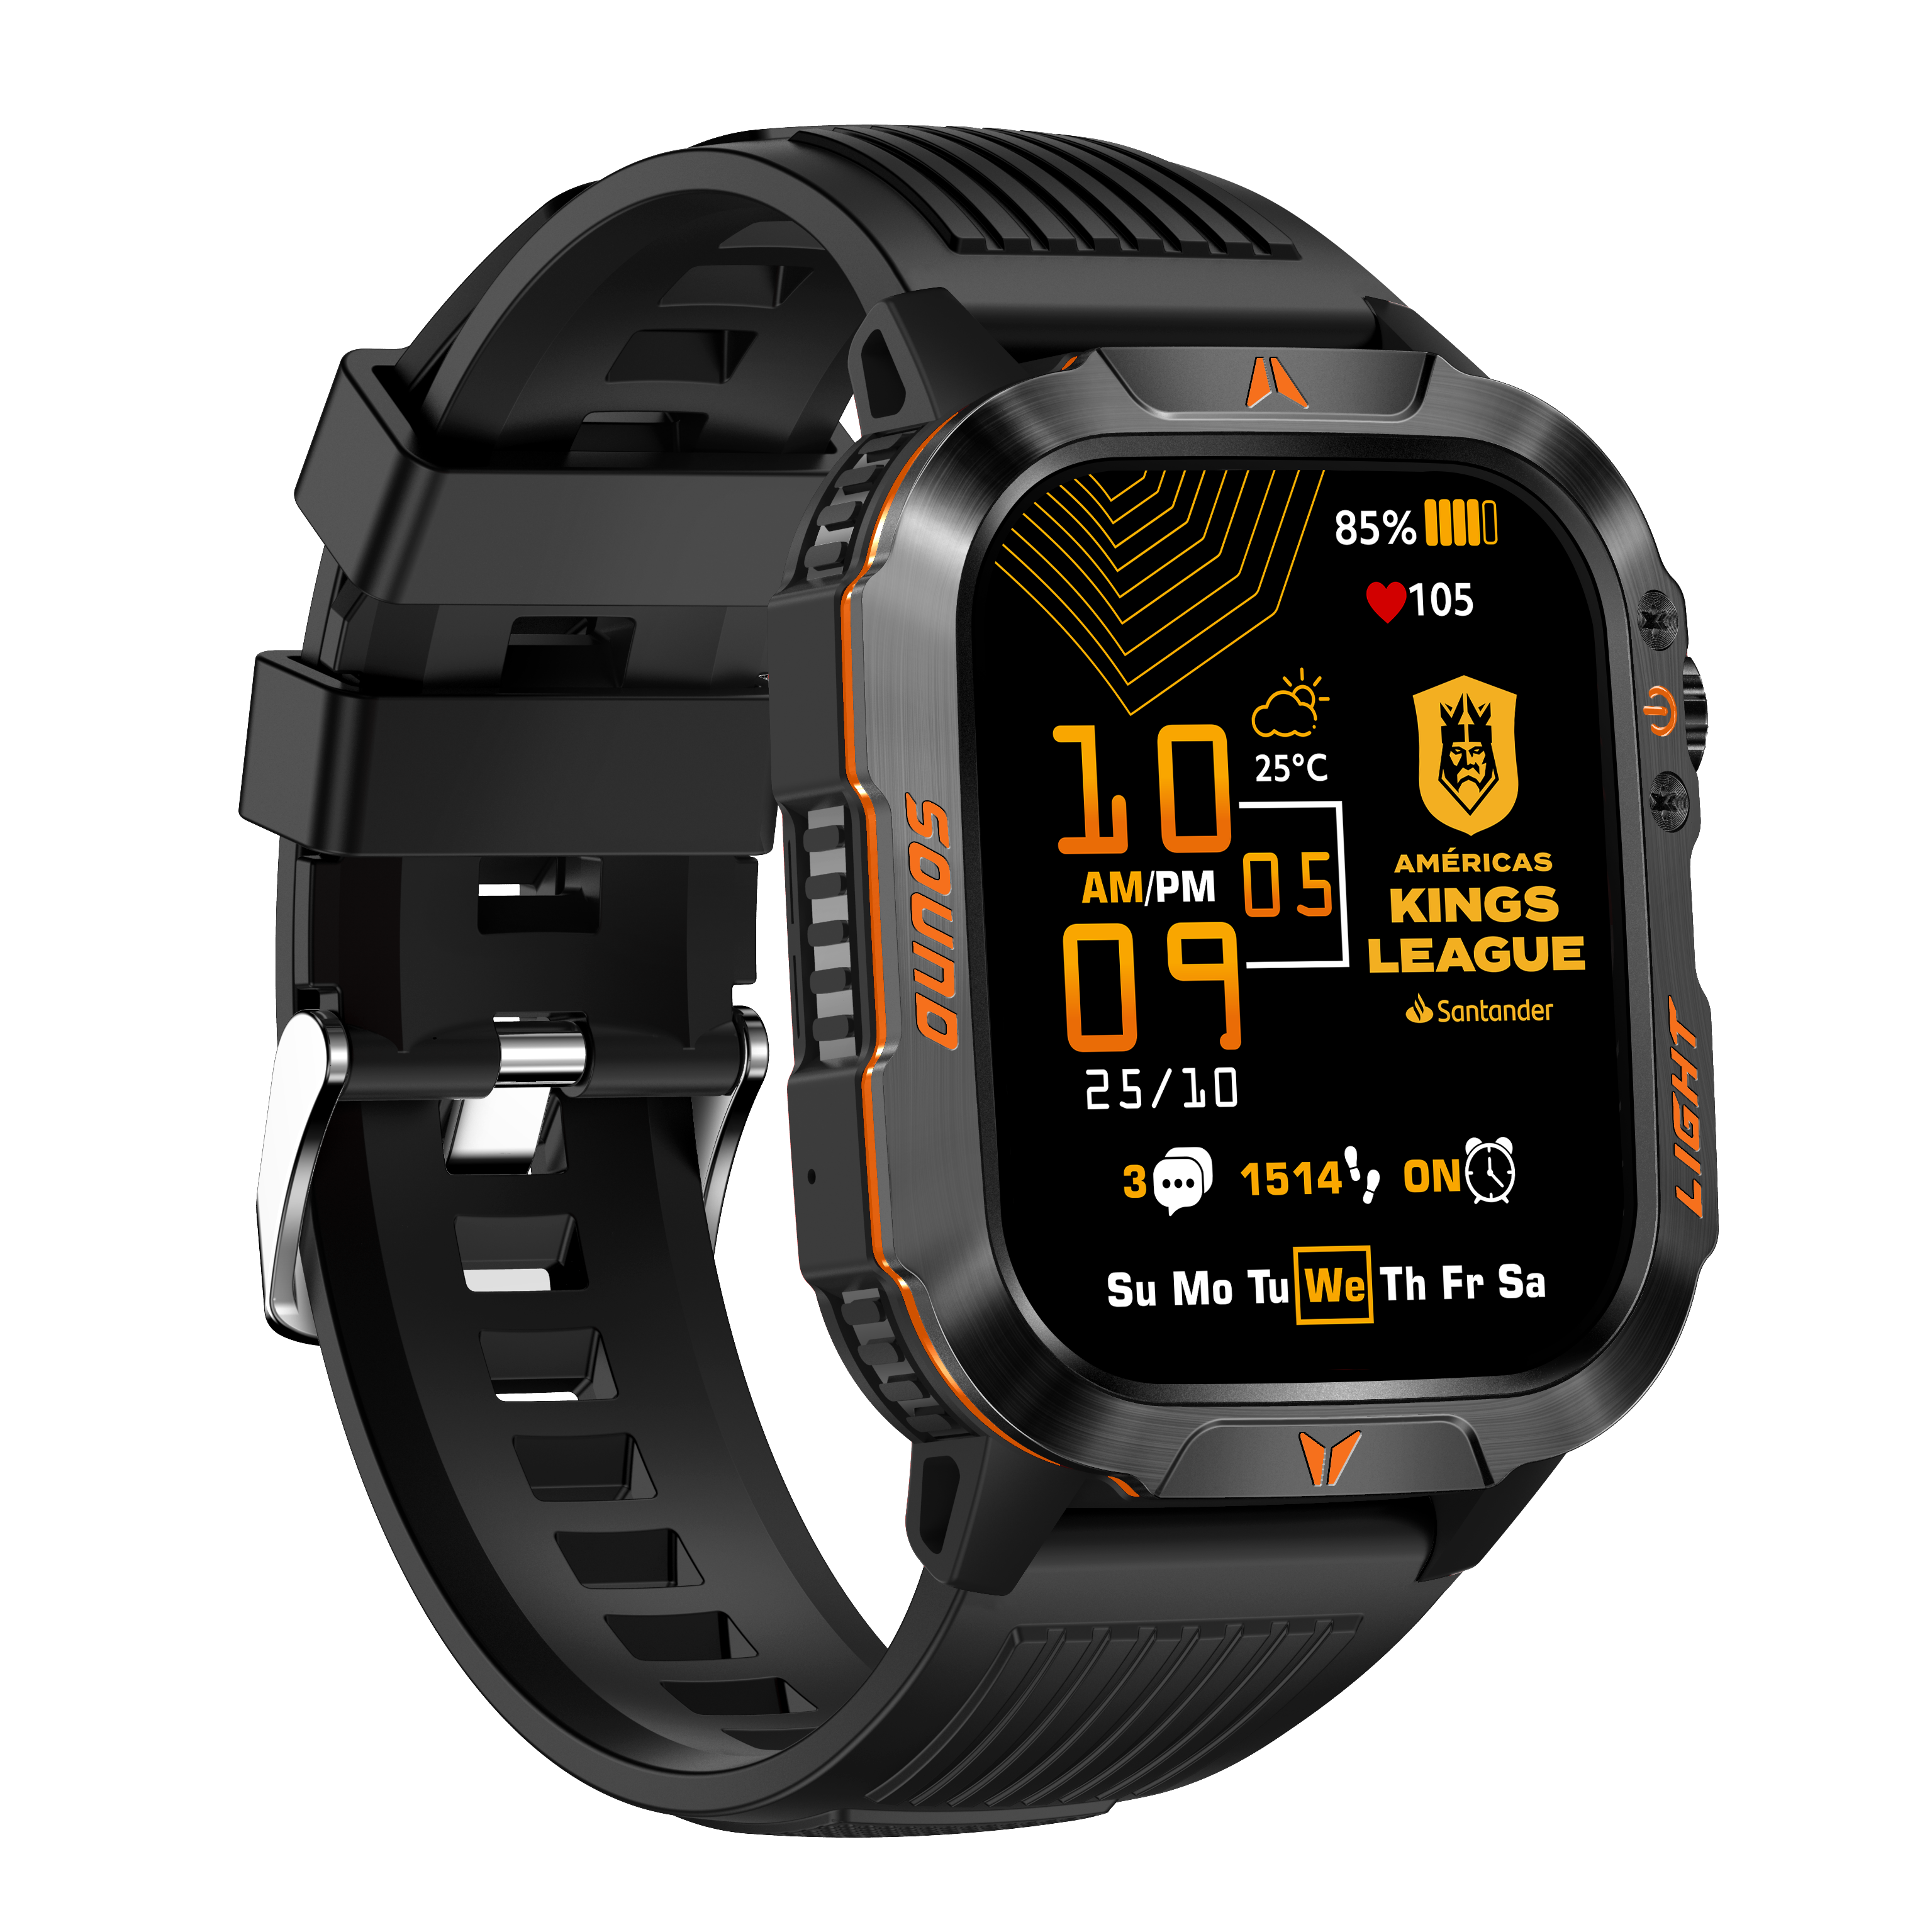 85%
105
25°C
10
AM/PM
05
09
25/10
AMÉRICAS
KINGS
LEAGUE
Santander
3
1514
ON
Su Mo Tu We Th Fr Sa
SOUND
LIGHT